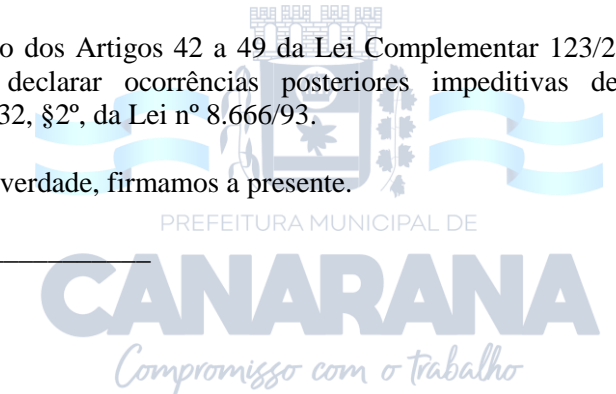 o dos Artigos 42 a 49 da Lei Complementar 123/2
declarar ocorrências posteriores impeditivas de
32, §2º, da Lei nº 8.666/93.
verdade, firmamos a presente.
PREFEITURA MUNICIPAL DE
CANARANA
Compromisso com o trabalho